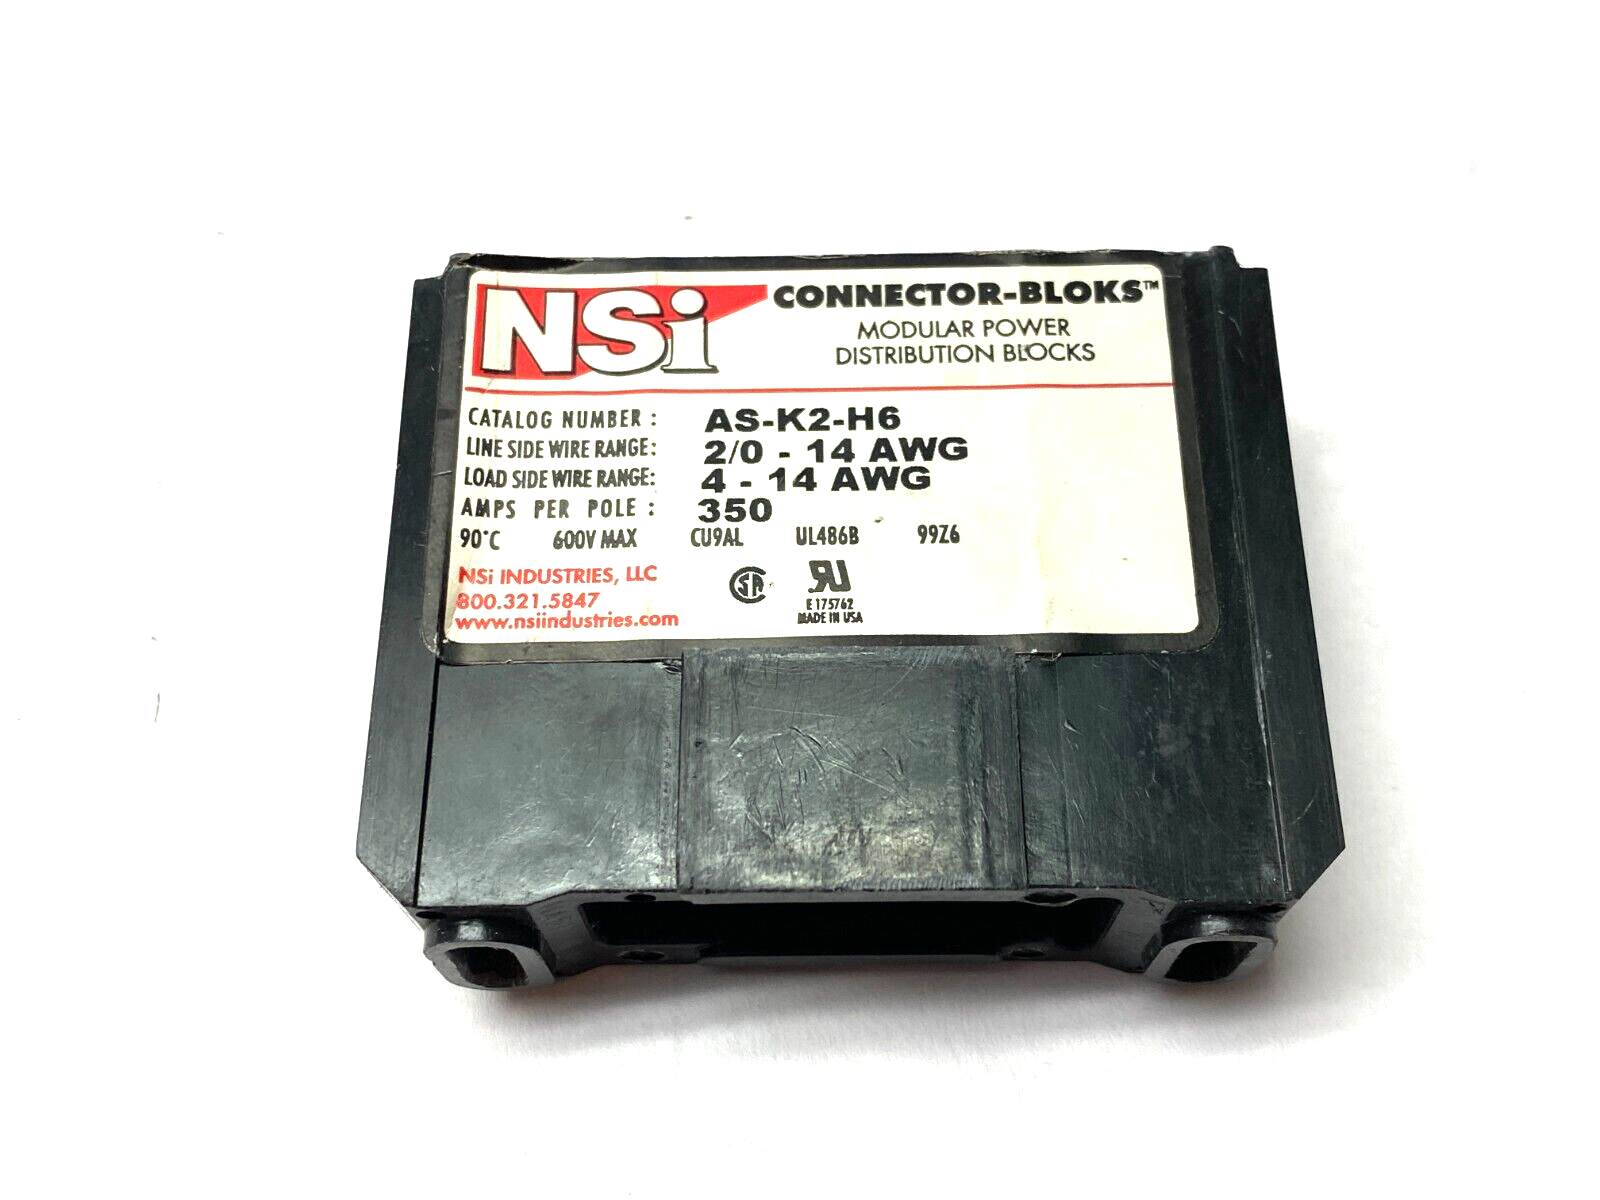 NSi
CONNECTOR-BLOKS™
MODULAR POWER
DISTRIBUTION BLOCKS
CATALOG NUMBER : AS-K2-H6
LINE SIDE WIRE RANGE: 2/0 - 14 AWG
LOAD SIDE WIRE RANGE: 4 - 14 AWG
AMPS PER POLE : 350
90°C 600V MAX CU9AL UL486B 99Z6
NSi INDUSTRIES, LLC
800.321.5847
www.nsiindustries.com
SA
RU
E175762
MADE IN USA